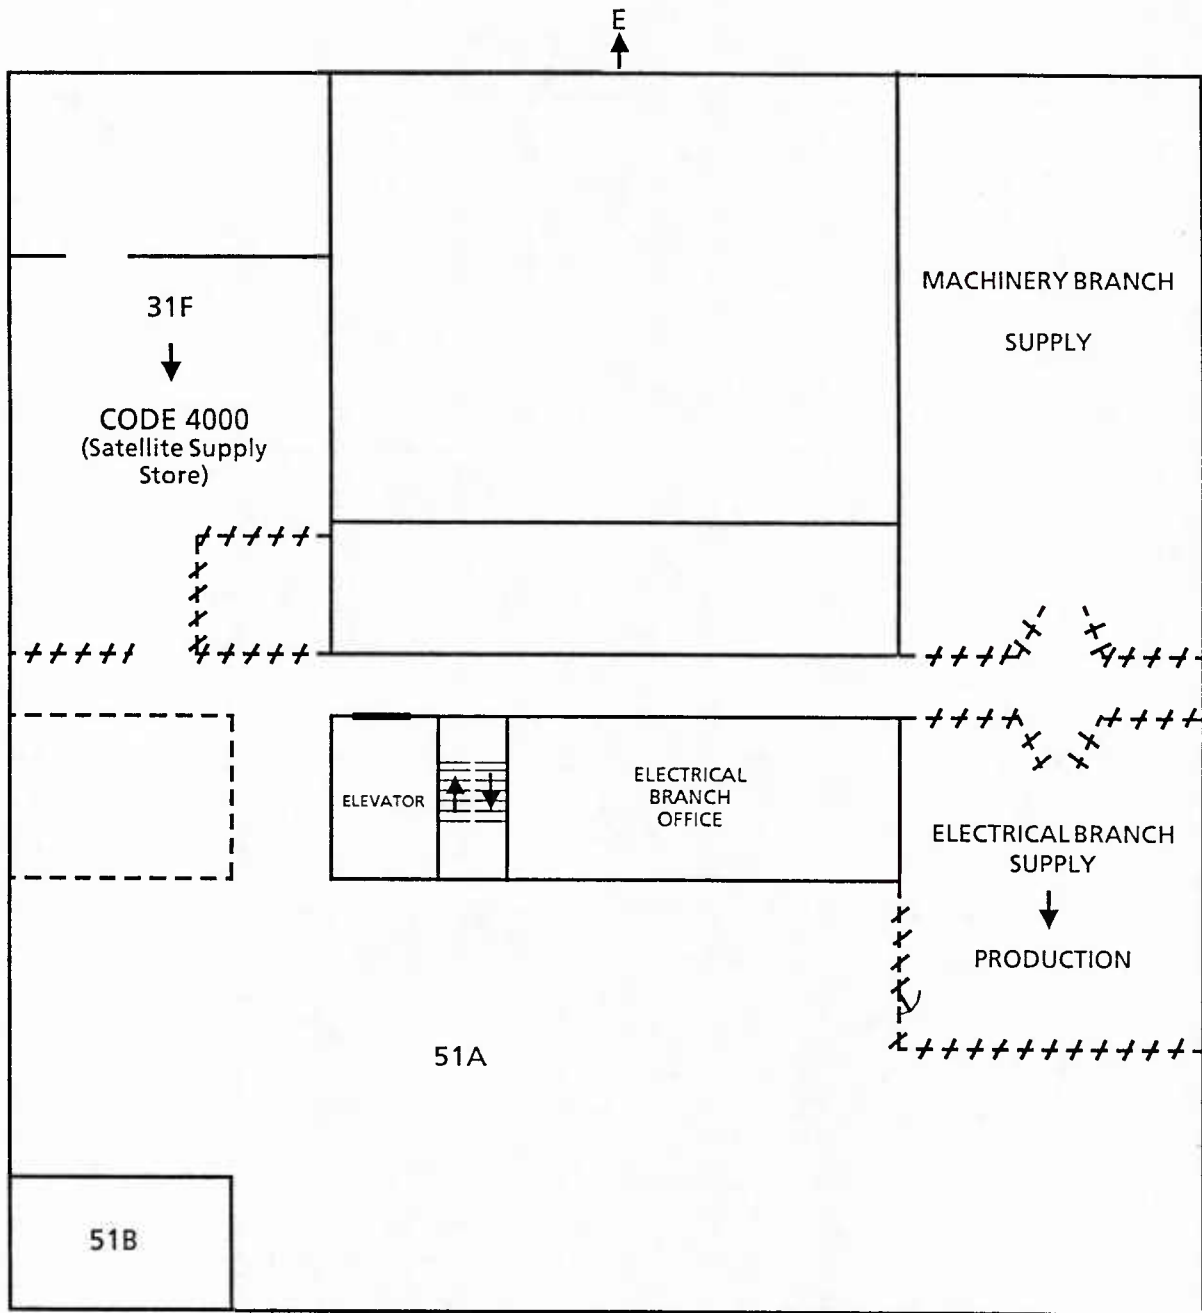 E
31F
CODE 4000
(Satellite Supply
Store)
MACHINERY BRANCH
SUPPLY
ELEVATOR
ELECTRICAL
BRANCH
OFFICE
ELECTRICAL BRANCH
SUPPLY
PRODUCTION
51A
51B